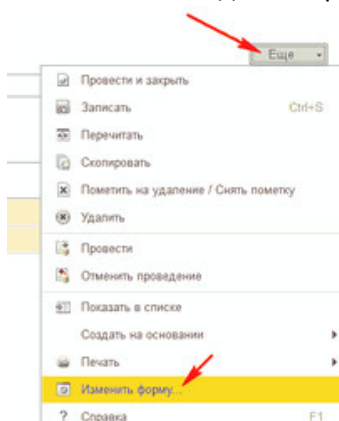 Еще
Провести и закрыть
Записать Ctrl+S
Перечитать
Скопировать
Пометить на удаление / Снять пометку
Удалить
Провести
Отменить проведение
Показать в списке
Создать на основании
Печать
Изменить форму...
? Справка F1